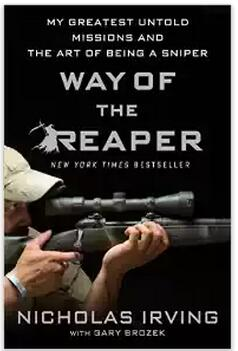 MY GREATEST UNTOLD
MISSIONS AND
THE ART OF BEING A SNIPER
WAY OF
THE
REAPER
NEW YORK TIMES BESTSELLER
NICHOLAS IRVING
WITH GARY BROZEK